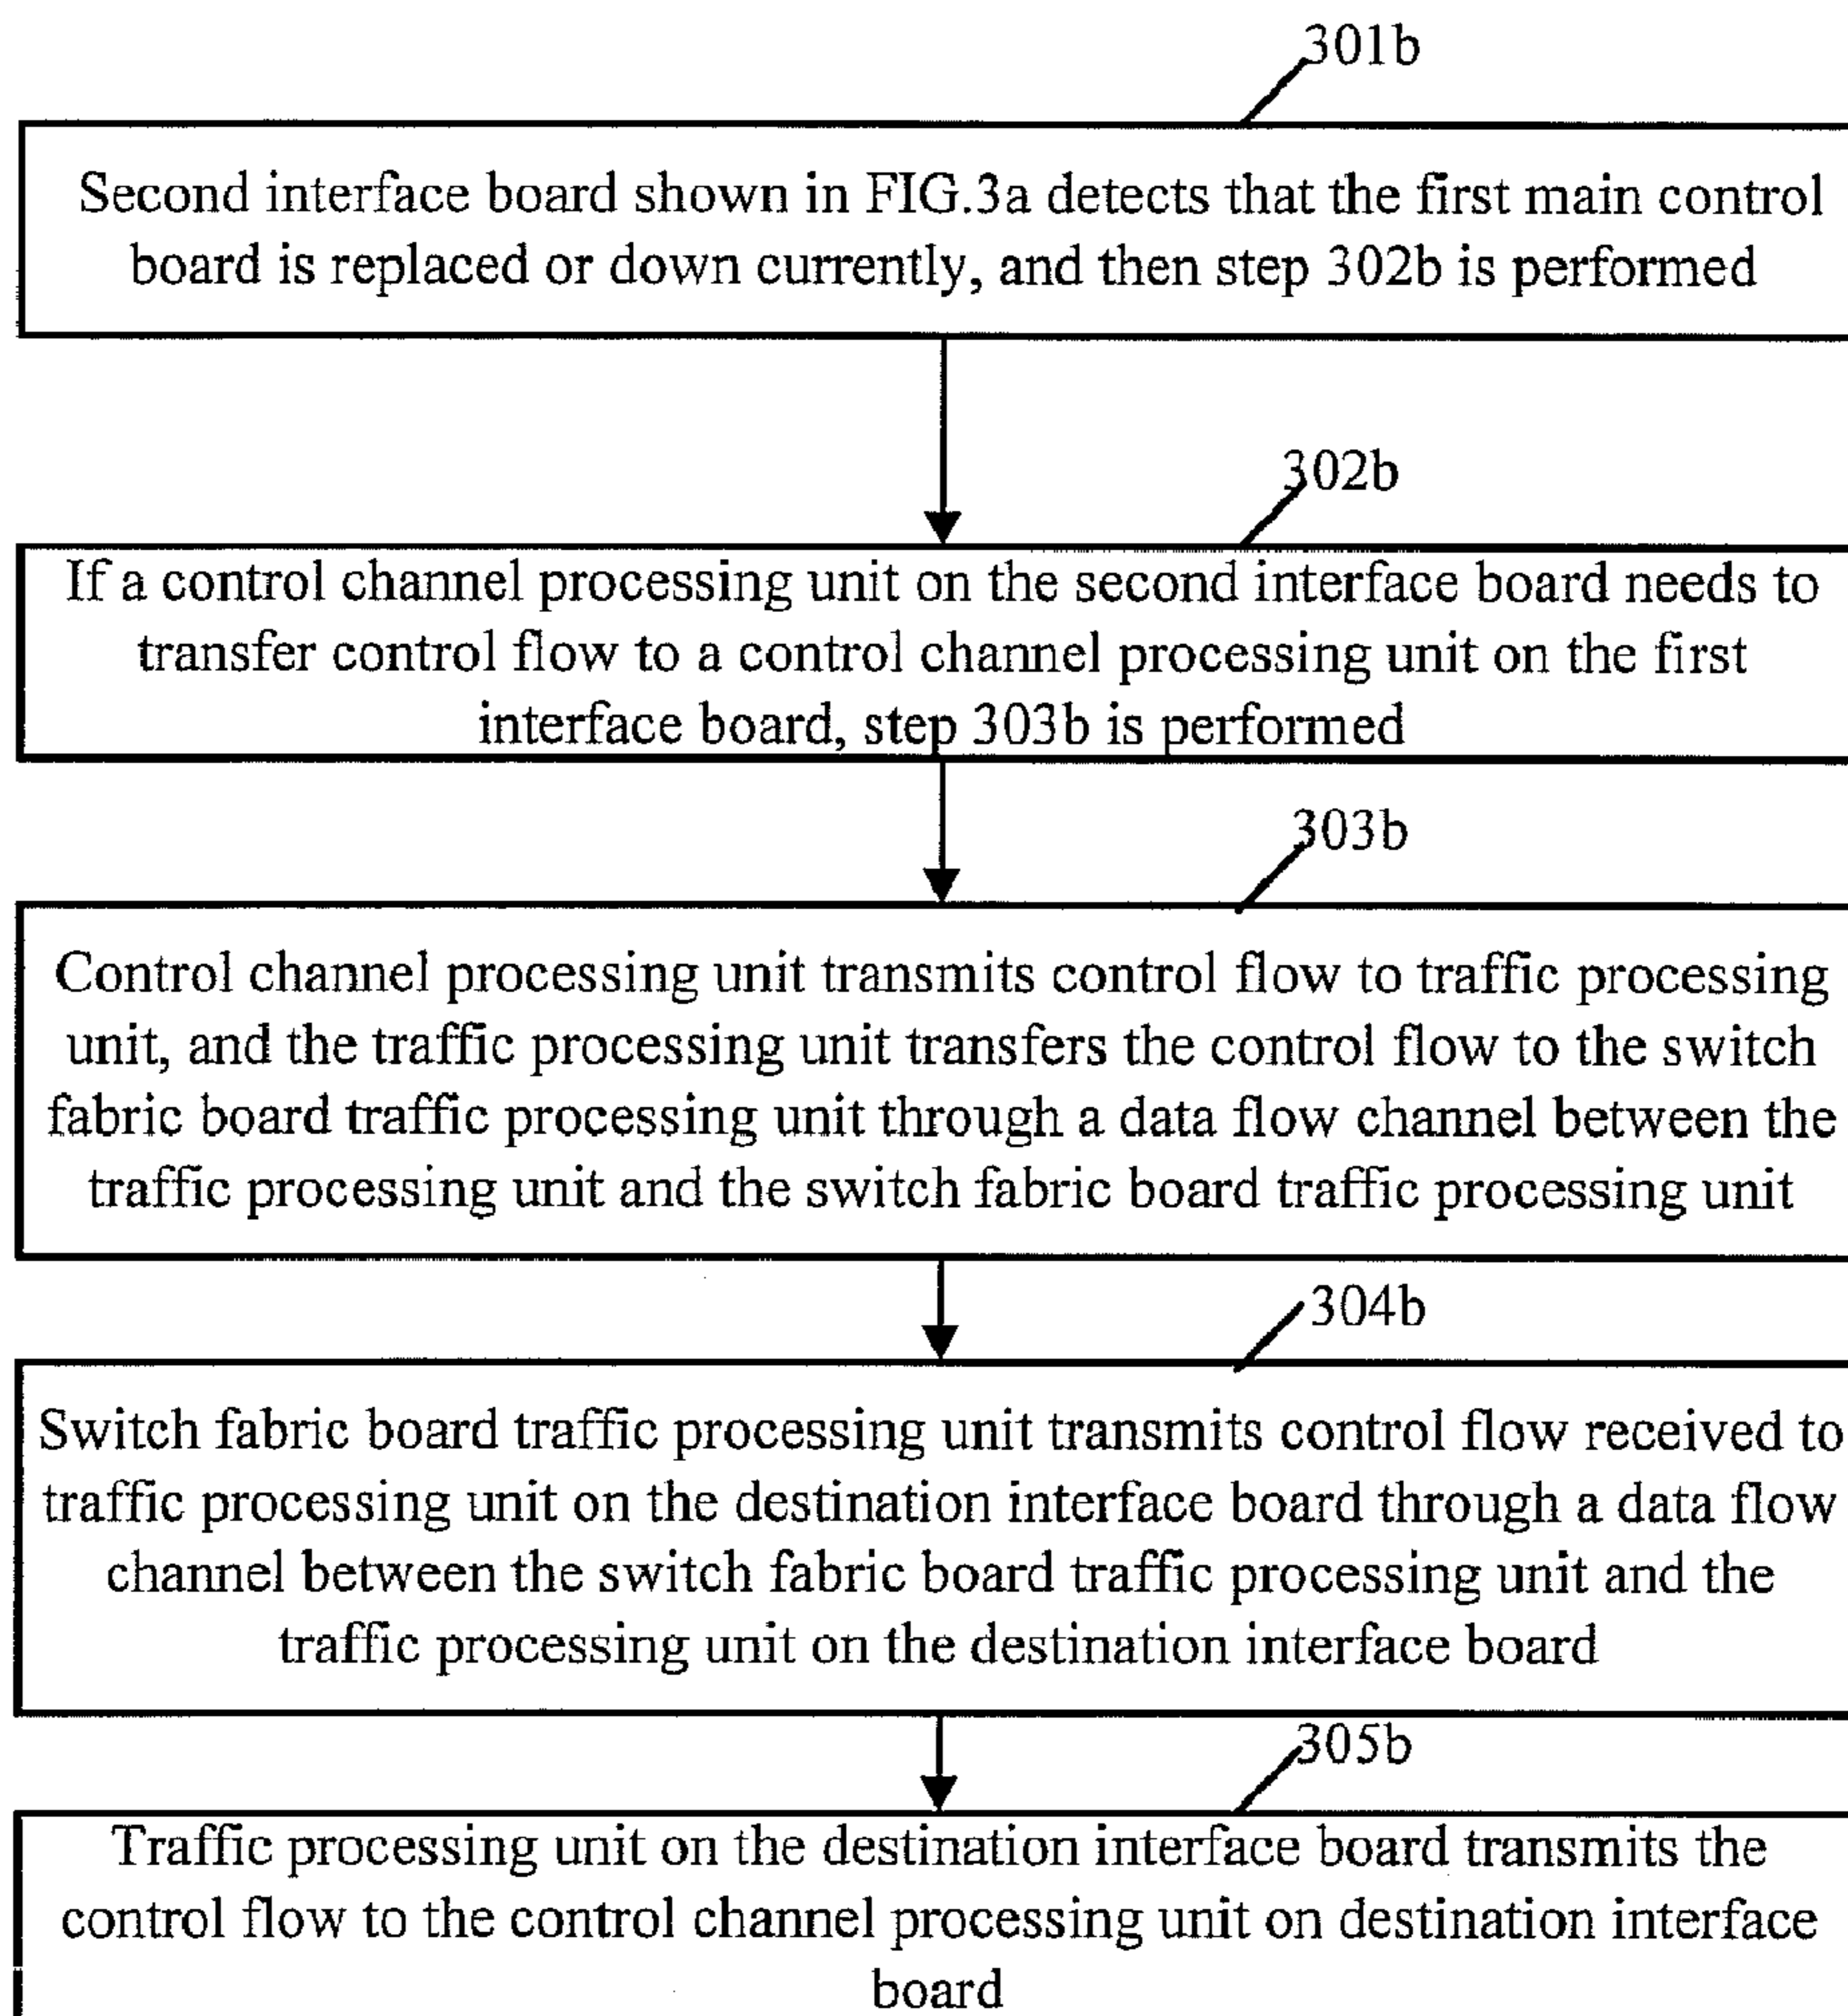 301b
Second interface board shown in FIG.3a detects that the first main control
board is replaced or down currently, and then step 302b is performed
302b
If a control channel processing unit on the second interface board needs to
transfer control flow to a control channel processing unit on the first
interface board, step 303b is performed
303b
Control channel processing unit transmits control flow to traffic processing
unit, and the traffic processing unit transfers the control flow to the switch
fabric board traffic processing unit through a data flow channel between the
traffic processing unit and the switch fabric board traffic processing unit
304b
Switch fabric board traffic processing unit transmits control flow received to
traffic processing unit on the destination interface board through a data flow
channel between the switch fabric board traffic processing unit and the
traffic processing unit on the destination interface board
305b
Traffic processing unit on the destination interface board transmits the
control flow to the control channel processing unit on destination interface
board